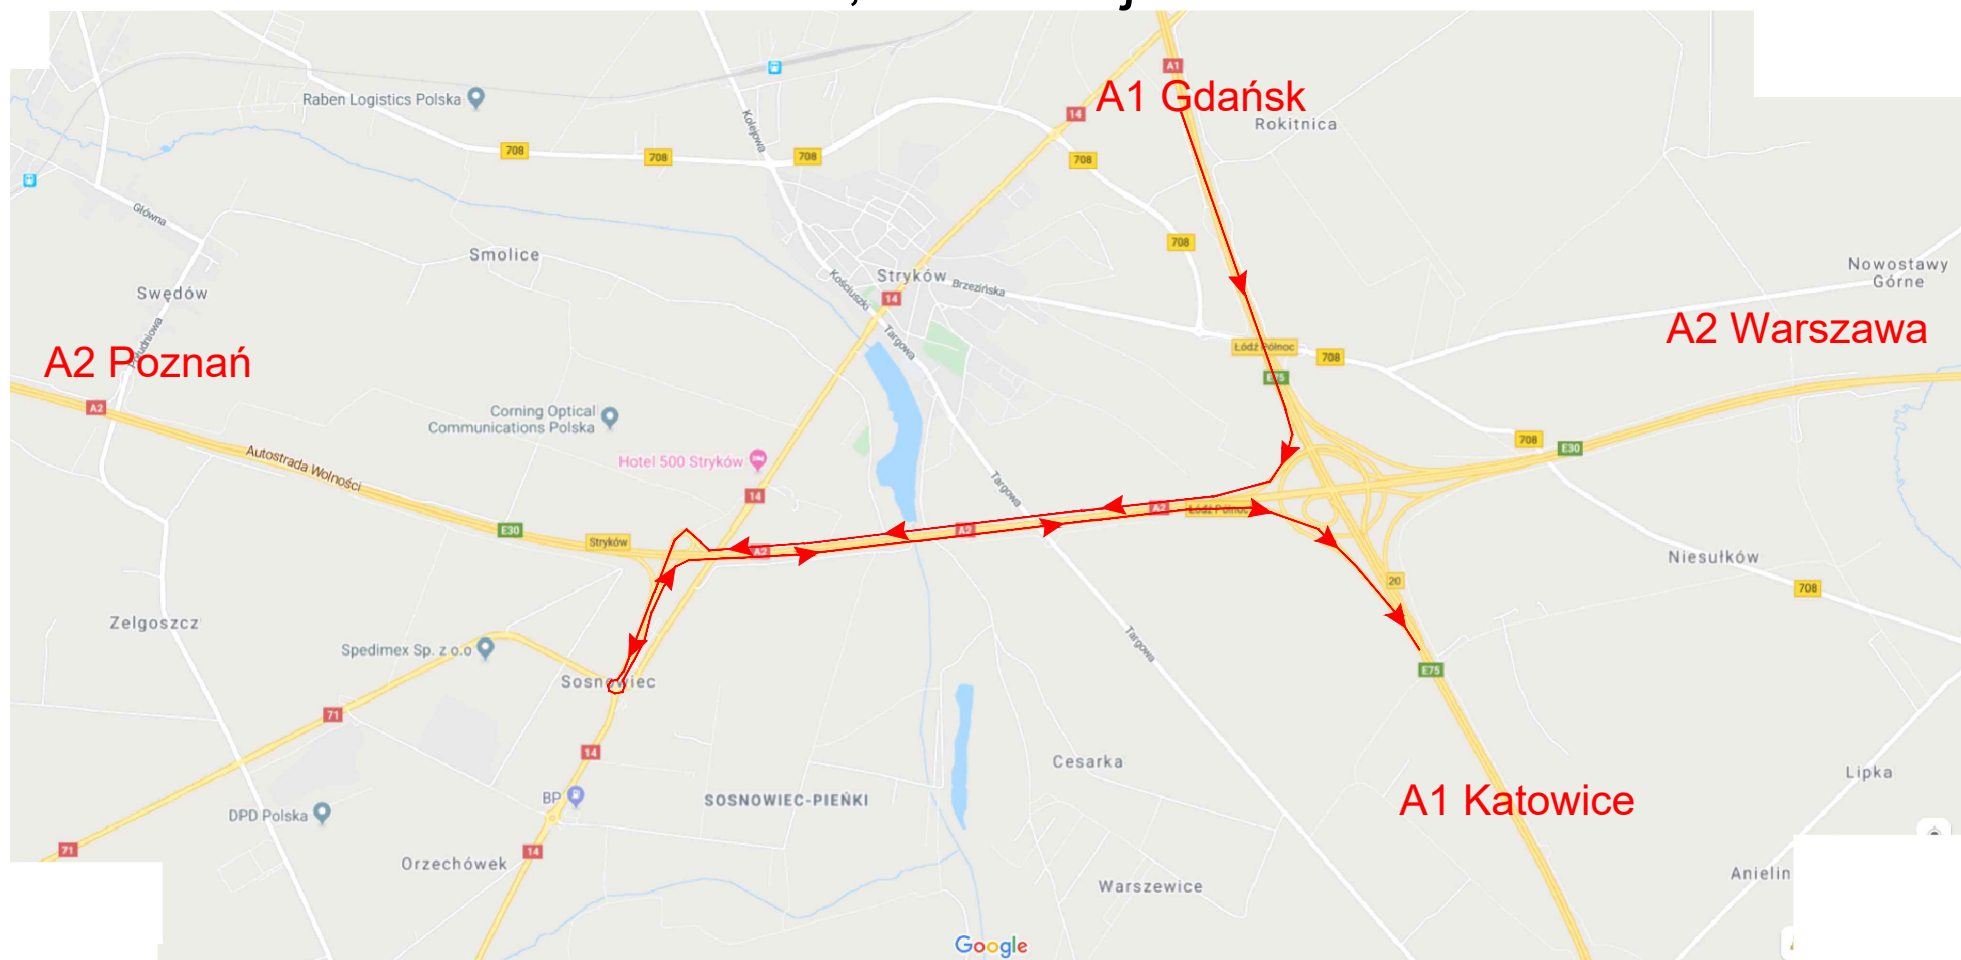 A1
Raben Logistics Polska
A1 Gdańsk
14
Rokitnica
Kolejowa
708
708
708
708
Główna
708
Smolice
Nowostawy
Górne
Stryków
Brzezińska
Swędów
Kościuszki
14
A2 Warszawa
Południowa
Targowa
Łódź Północ
708
A2 Poznań
E75
A2
Corning Optical
Communications Polska
708
E30
Autostrada Wolności
Hotel 500 Stryków
14
Targowa
A2
Łódź Północ
E30
A2
Stryków
A2
Niesułków
20
708
Zelgoszcz
Targowa
Spedimex Sp. z o.o
E75
Sosnowiec
71
14
Cesarka
Lipka
BP
SOSNOWIEC-PIEŃKI
A1 Katowice
DPD Polska
71
14
Orzechówek
Anielin
Warszewice
Google